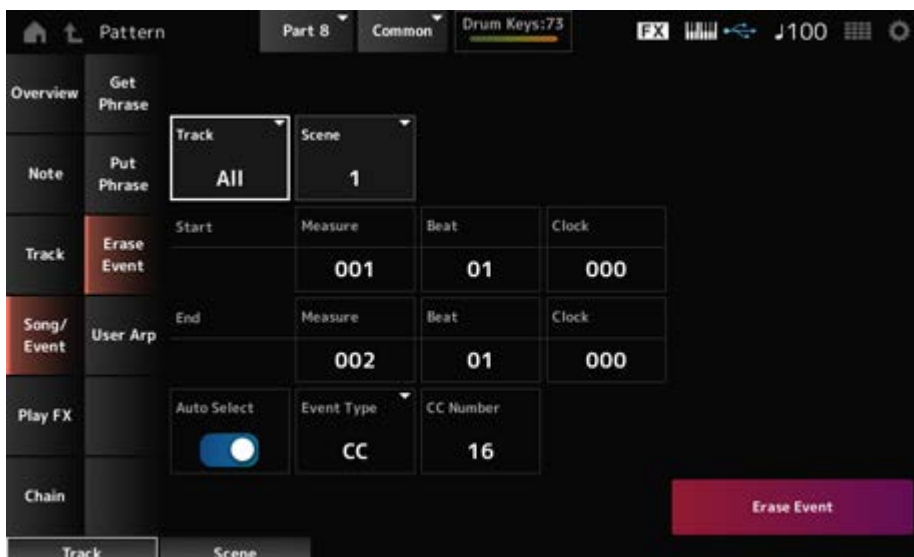 Pattern
Part 8
Common
Drum Keys:73
FX
♩100
Overview
Get
Phrase
Track
All
Scene
1
Note
Put
Phrase
Start
Measure
001
Beat
01
Clock
000
Track
Erase
Event
End
Measure
002
Beat
01
Clock
000
Song/
Event
User Arp
Auto Select
Event Type
CC
CC Number
16
Play FX
Chain
Erase Event
Track
Scene